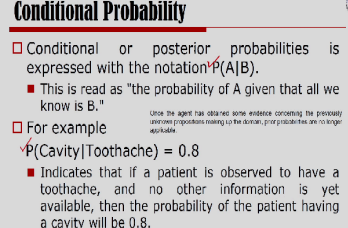 Conditional Probability
Conditional or posterior probabilities is
expressed with the notation P(A|B).
This is read as "the probability of A given that all we
know is B."
Once the agent has obtained some evidence concerning the previously
unknown propositions making up the domain, prior probabilities are no longer
applicable.
For example
P(Cavity|Toothache) = 0.8
Indicates that if a patient is observed to have a
toothache, and no other information is yet
available, then the probability of the patient having
a cavity will be 0.8.